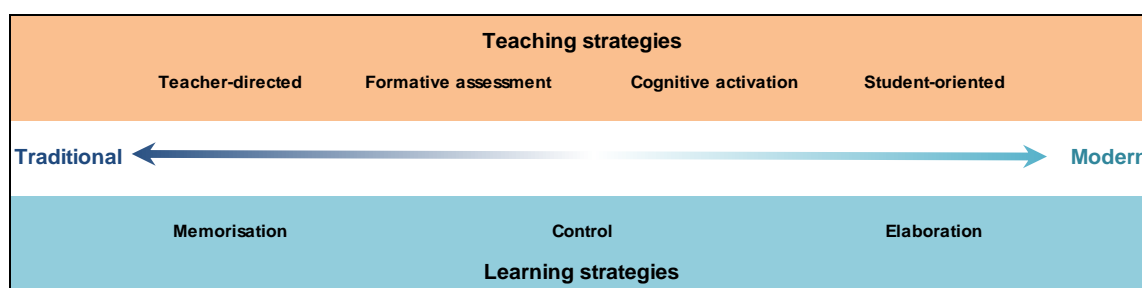 Teaching strategies
Teacher-directed Formative assessment Cognitive activation Student-oriented
Traditional Modern
Memorisation Control Elaboration
Learning strategies